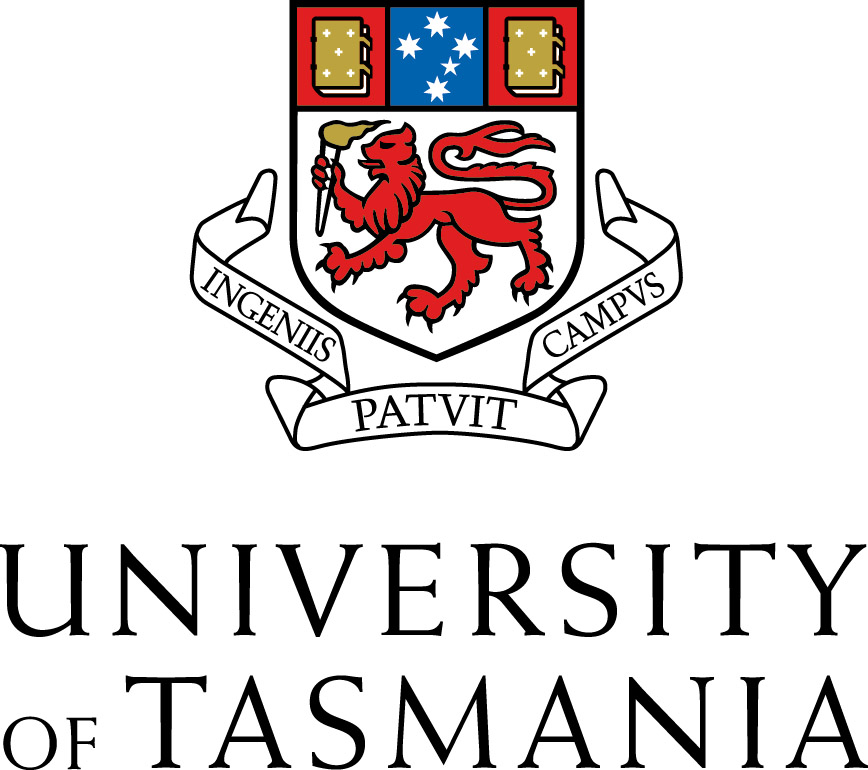 INGENIIS PATVIT CAMPVS
UNIVERSITY
OF TASMANIA